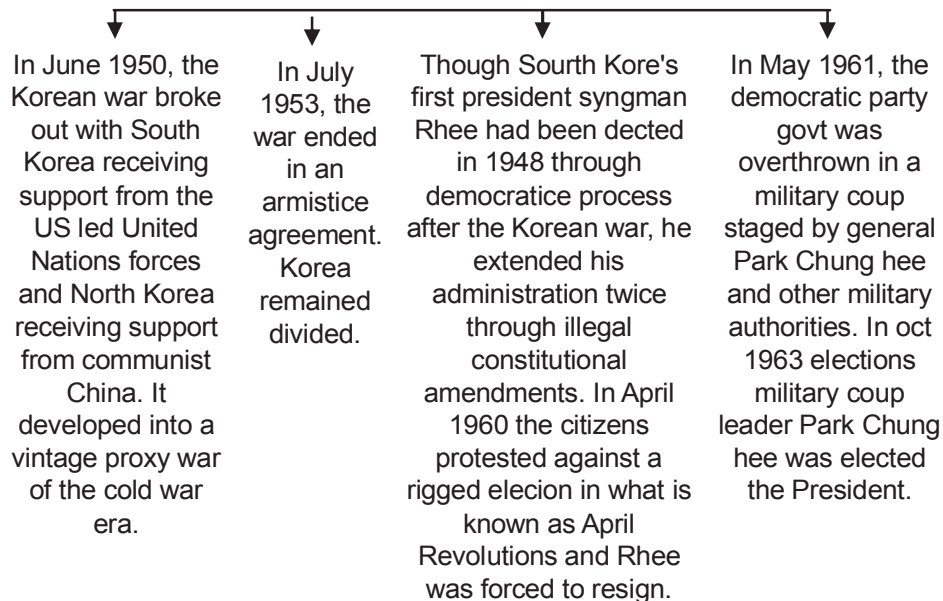 In June 1950, the
Korean war broke
out with South
Korea receiving
support from the
US led United
Nations forces
and North Korea
receiving support
from communist
China. It
developed into a
vintage proxy war
of the cold war
era.
In July
1953, the
war ended
in an
armistice
agreement.
Korea
remained
divided.
Though Sourth Kore's
first president syngman
Rhee had been dected
in 1948 through
democratice process
after the Korean war, he
extended his
administration twice
through illegal
constitutional
amendments. In April
1960 the citizens
protested against a
rigged elecion in what is
known as April
Revolutions and Rhee
was forced to resign.
In May 1961, the
democratic party
govt was
overthrown in a
military coup
staged by general
Park Chung hee
and other military
authorities. In oct
1963 elections
military coup
leader Park Chung
hee was elected
the President.